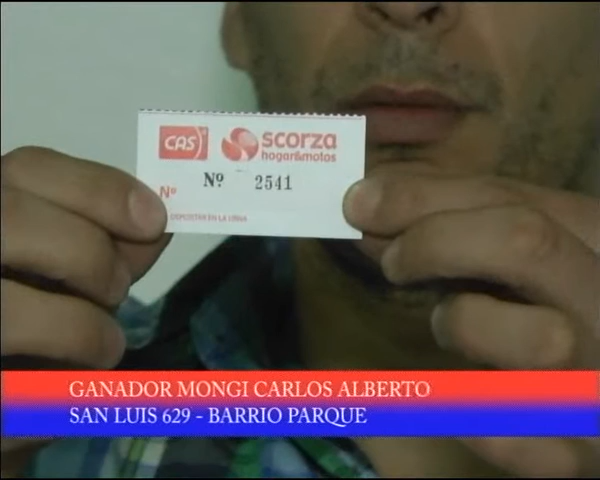 CAS
scorza
hogar&motos
Nº 2541
Nº
DEPOSITAR EN LA URNA
GANADOR MONGI CARLOS ALBERTO
SAN LUIS 629 - BARRIO PARQUE